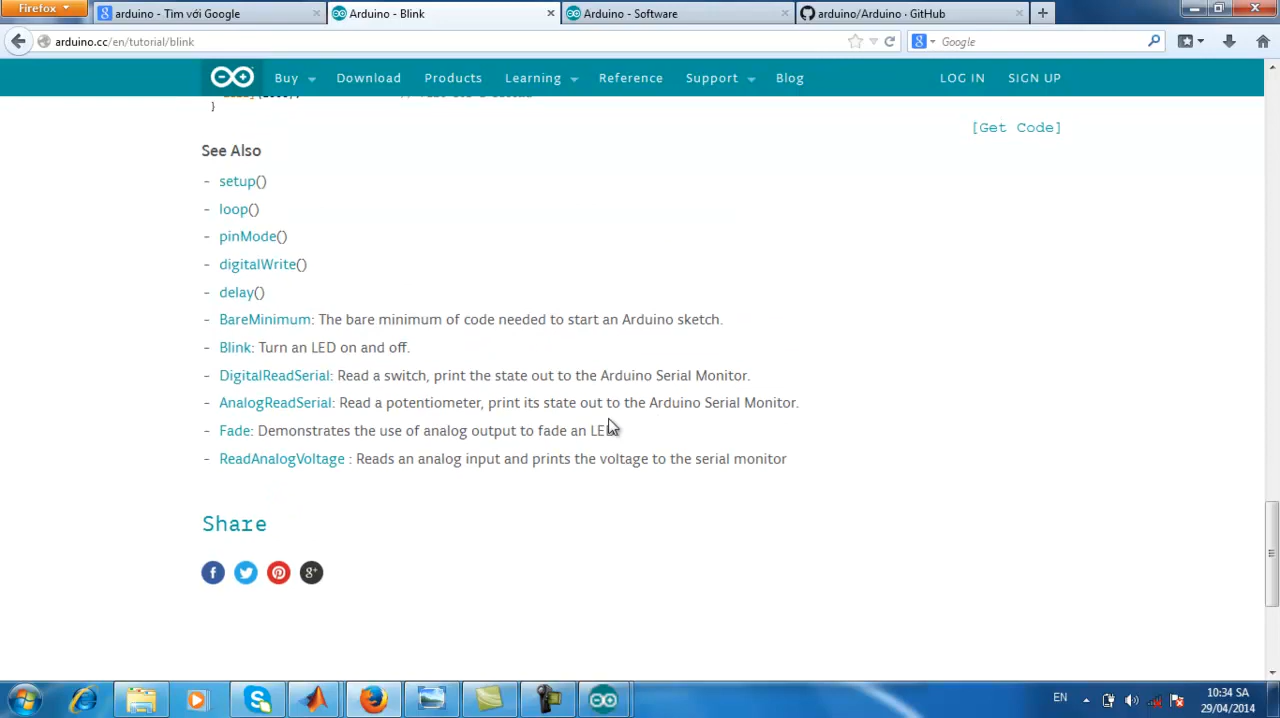 Firefox
arduino - Tìm với Google
Arduino - Blink
Arduino - Software
arduino/Arduino · GitHub
arduino.cc/en/tutorial/blink
Google
Buy
Download
Products
Learning
Reference
Support
Blog
LOG IN
SIGN UP
}
[Get Code]
See Also
- setup()
- loop()
- pinMode()
- digitalWrite()
- delay()
- BareMinimum: The bare minimum of code needed to start an Arduino sketch.
- Blink: Turn an LED on and off.
- DigitalReadSerial: Read a switch, print the state out to the Arduino Serial Monitor.
- AnalogReadSerial: Read a potentiometer, print its state out to the Arduino Serial Monitor.
- Fade: Demonstrates the use of analog output to fade an LED
- ReadAnalogVoltage : Reads an analog input and prints the voltage to the serial monitor
Share
EN
10:34 SA
29/04/2014